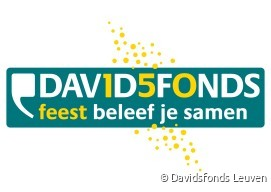 DAV1D5FONDS
feest beleef je samen
© Davidsfonds Leuven